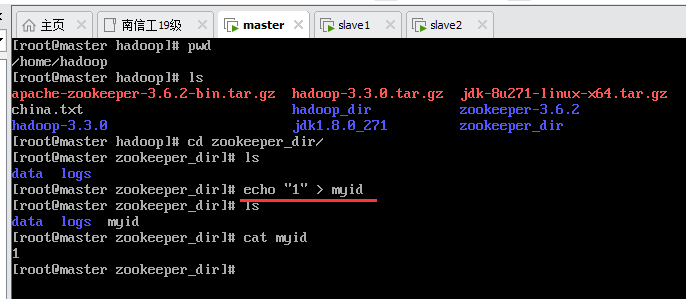 主页 南信工19级 master slave1 slave2
[root@master hadoop]# pwd
/home/hadoop
[root@master hadoop]# ls
apache-zookeeper-3.6.2-bin.tar.gz hadoop-3.3.0.tar.gz jdk-8u271-linux-x64.tar.gz
china.txt hadoop_dir zookeeper-3.6.2
hadoop-3.3.0 jdk1.8.0_271 zookeeper_dir
[root@master hadoop]# cd zookeeper_dir/
[root@master zookeeper_dir]# ls
data logs
[root@master zookeeper_dir]# echo "1" > myid
[root@master zookeeper_dir]# ls
data logs myid
[root@master zookeeper_dir]# cat myid
1
[root@master zookeeper_dir]#